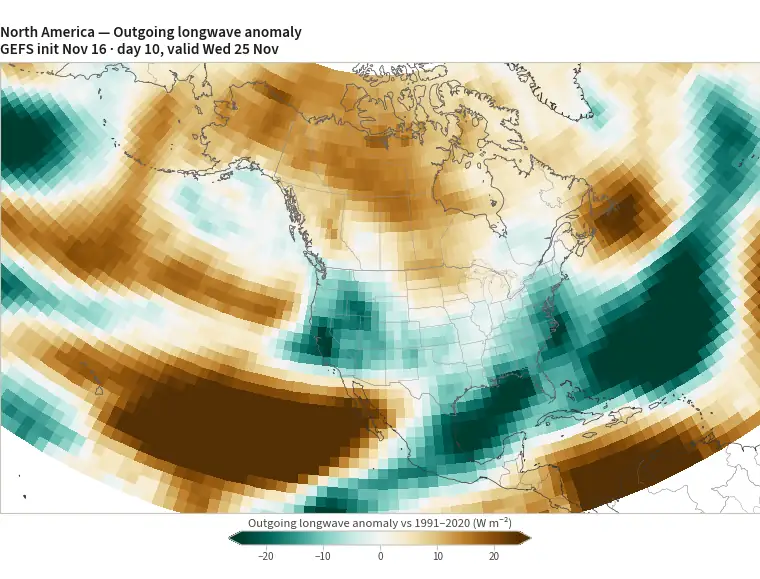 North America — Outgoing longwave anomaly
GEFS init Nov 16 · day 10, valid Wed 25 Nov
Outgoing longwave anomaly vs 1991–2020 (W m⁻²)
−20 −10 0 10 20